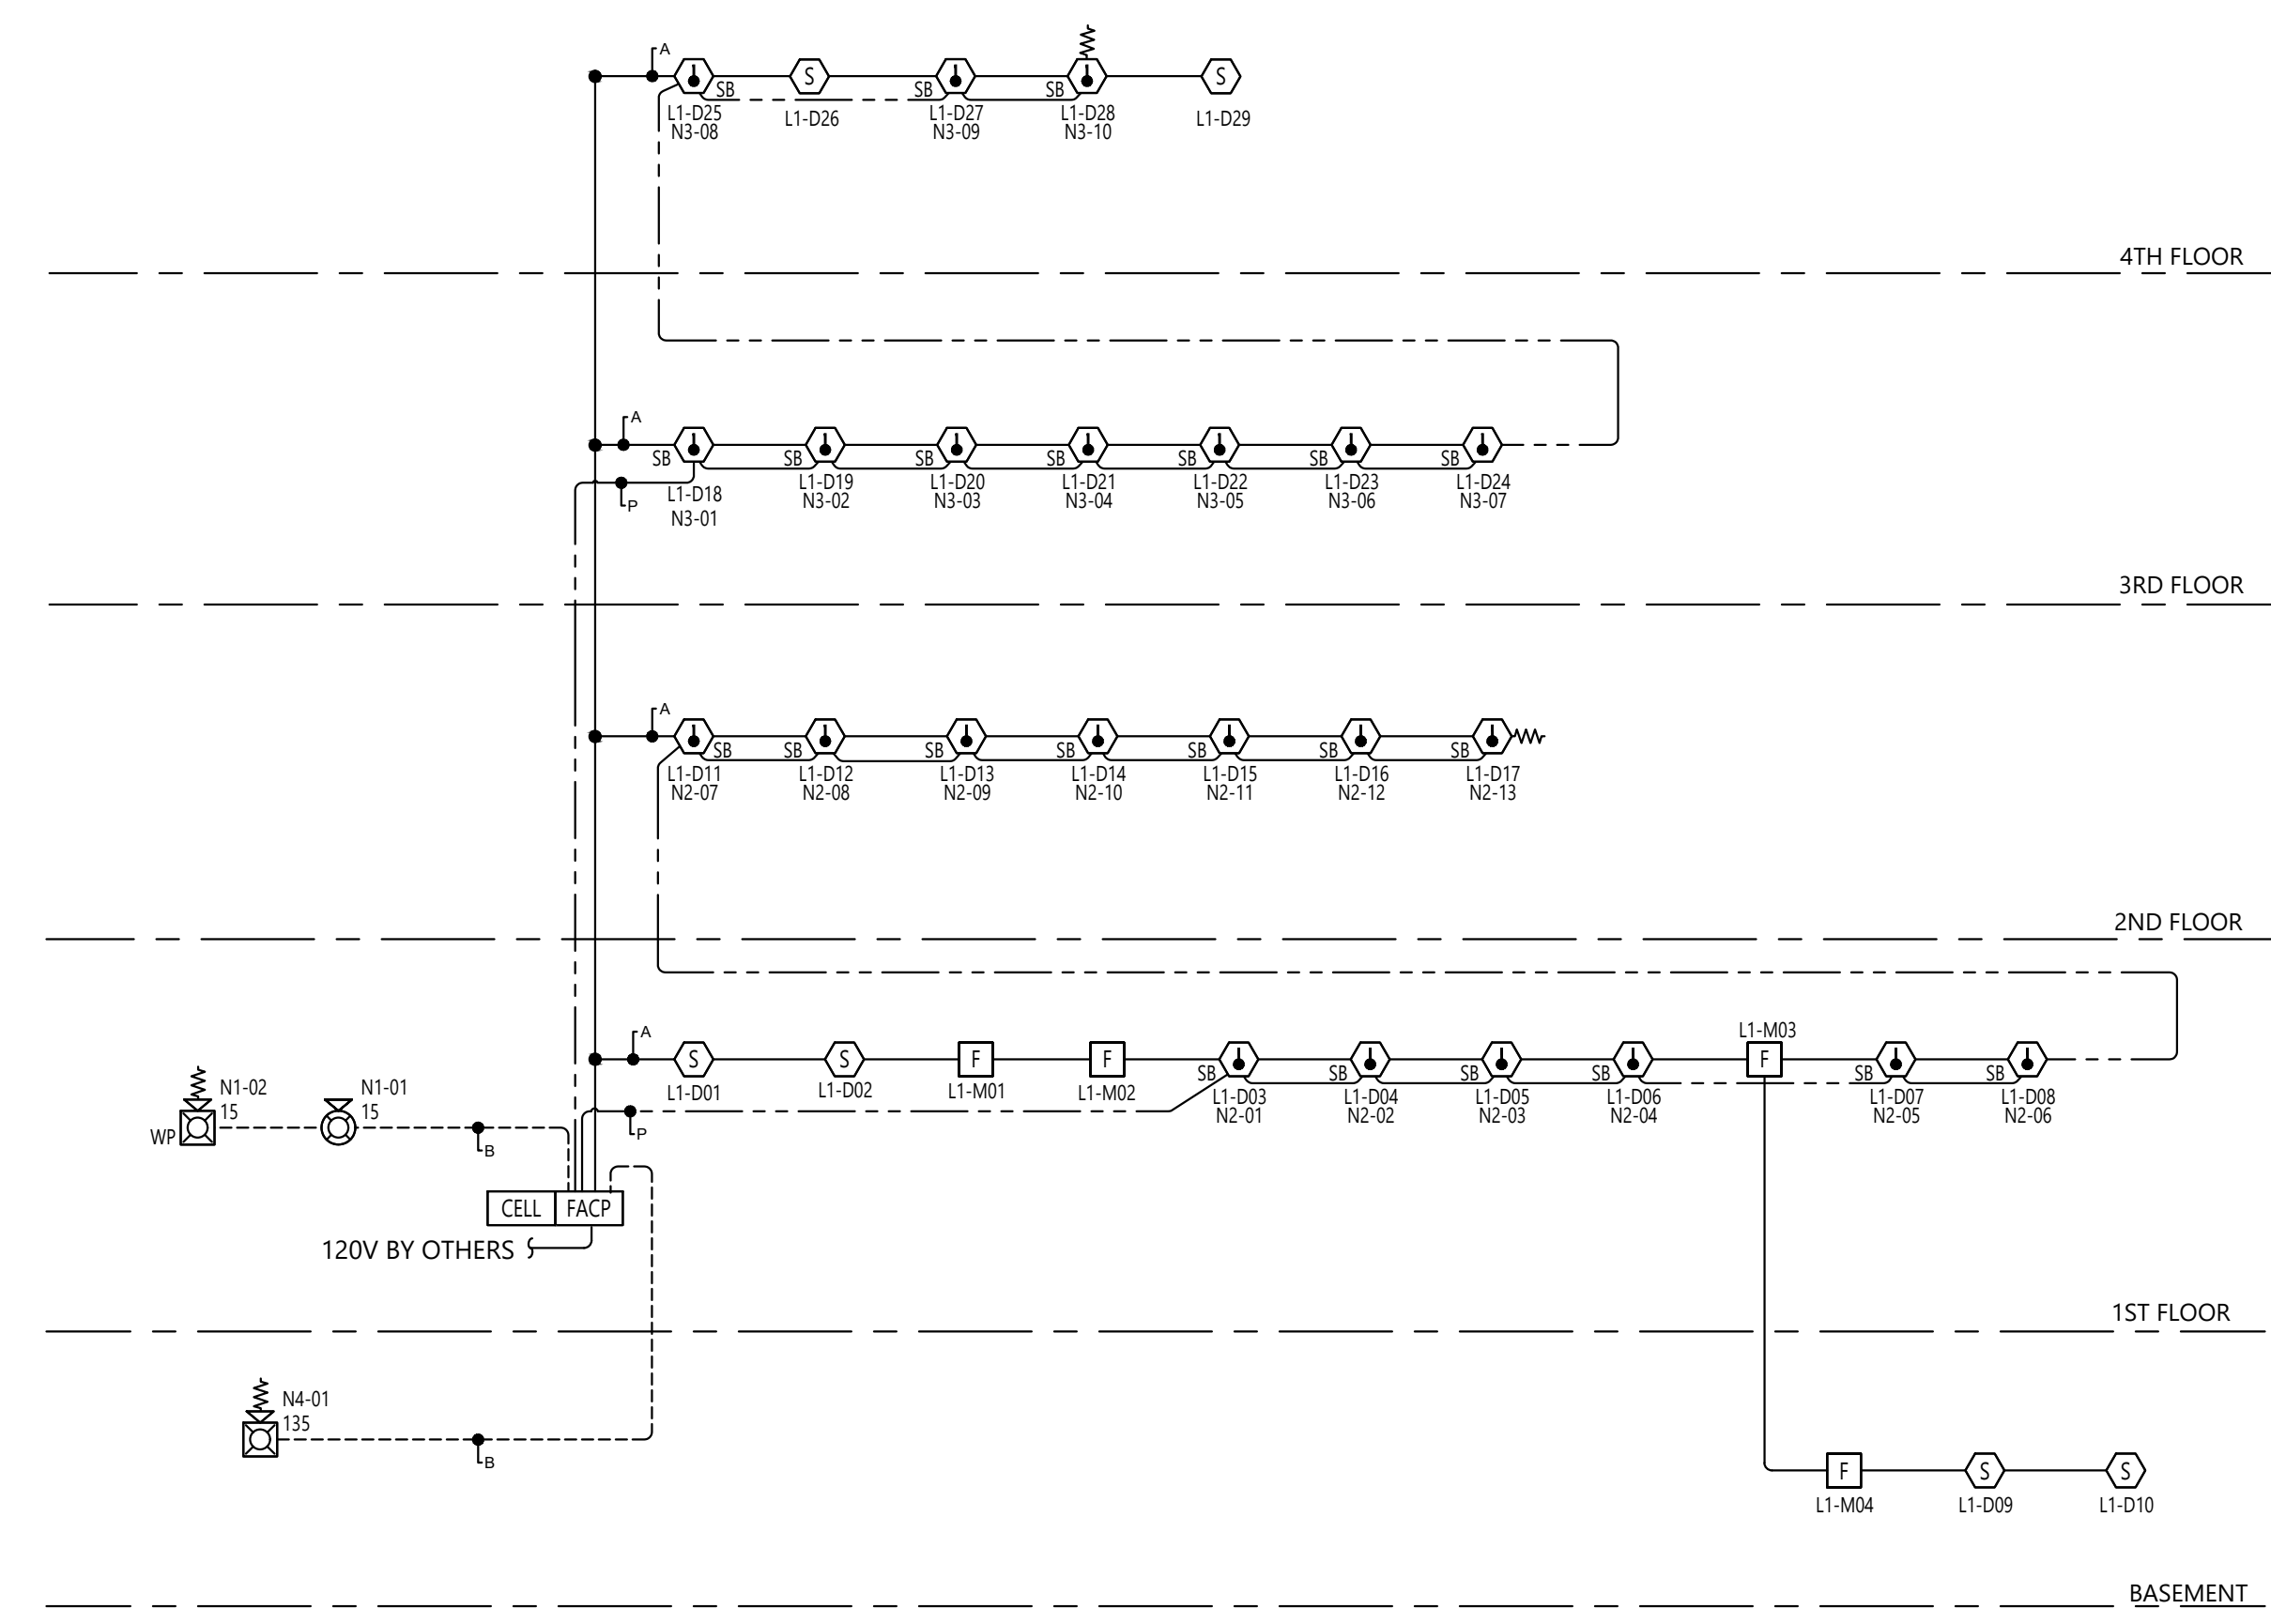 A
S
S
SB
SB
SB
L1-D25
N3-08
L1-D26
L1-D27
N3-09
L1-D28
N3-10
L1-D29
4TH FLOOR
A
SB
SB
SB
SB
SB
SB
SB
P
L1-D18
N3-01
L1-D19
N3-02
L1-D20
N3-03
L1-D21
N3-04
L1-D22
N3-05
L1-D23
N3-06
L1-D24
N3-07
3RD FLOOR
A
SB
SB
SB
SB
SB
SB
SB
L1-D11
N2-07
L1-D12
N2-08
L1-D13
N2-09
L1-D14
N2-10
L1-D15
N2-11
L1-D16
N2-12
L1-D17
N2-13
2ND FLOOR
A
L1-M03
S
S
F
F
F
SB
SB
SB
SB
SB
SB
L1-D01
L1-D02
L1-M01
L1-M02
L1-D03
N2-01
L1-D04
N2-02
L1-D05
N2-03
L1-D06
N2-04
L1-D07
N2-05
L1-D08
N2-06
N1-02
15
WP
N1-01
15
B
P
CELL
FACP
120V BY OTHERS
1ST FLOOR
N4-01
135
B
F
S
S
L1-M04
L1-D09
L1-D10
BASEMENT